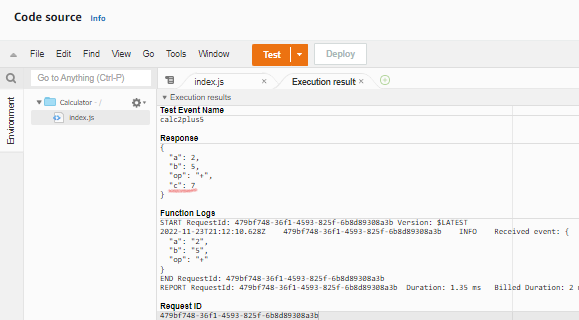 Code source Info
File Edit Find View Go Tools Window Test Deploy
Go to Anything (Ctrl-P) index.js × Execution result ×
Environment
Calculator - /
index.js
Execution results
Test Event Name
calc2plus5
Response
{
"a": 2,
"b": 5,
"op": "+",
"c": 7
}
Function Logs
START RequestId: 479bf748-36f1-4593-825f-6b8d89308a3b Version: $LATEST
2022-11-23T21:12:10.628Z 479bf748-36f1-4593-825f-6b8d89308a3b INFO Received event: {
"a": "2",
"b": "5",
"op": "+"
}
END RequestId: 479bf748-36f1-4593-825f-6b8d89308a3b
REPORT RequestId: 479bf748-36f1-4593-825f-6b8d89308a3b Duration: 1.35 ms Billed Duration: 2
Request ID
479bf748-36f1-4593-825f-6b8d89308a3b